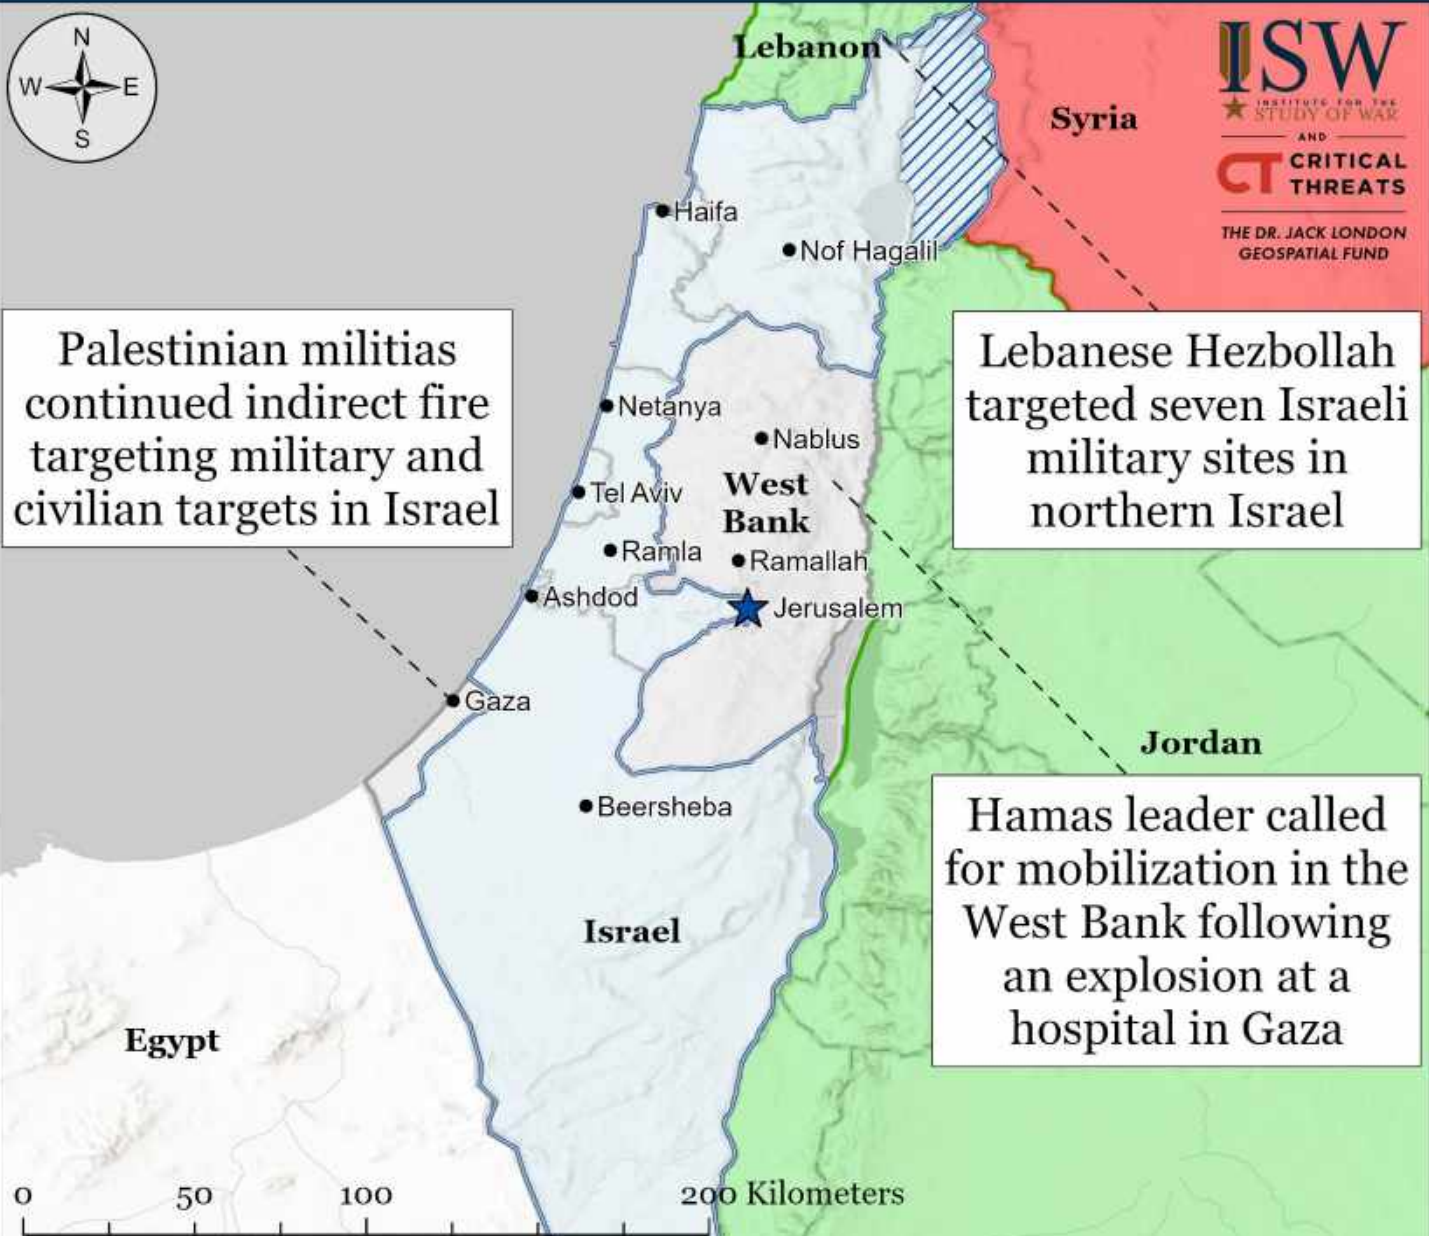 N
W
E
S
Lebanon
Syria
ISW
INSTITUTE FOR THE
STUDY OF WAR
AND
CT CRITICAL
THREATS
THE DR. JACK LONDON
GEOSPATIAL FUND
Haifa
Nof Hagalil
Palestinian militias
continued indirect fire
targeting military and
civilian targets in Israel
Lebanese Hezbollah
targeted seven Israeli
military sites in
northern Israel
Netanya
Nablus
Tel Aviv
West
Bank
Ramla
Ramallah
Ashdod
Jerusalem
Gaza
Jordan
Beersheba
Hamas leader called
for mobilization in the
West Bank following
an explosion at a
hospital in Gaza
Israel
Egypt
0 50 100 200 Kilometers